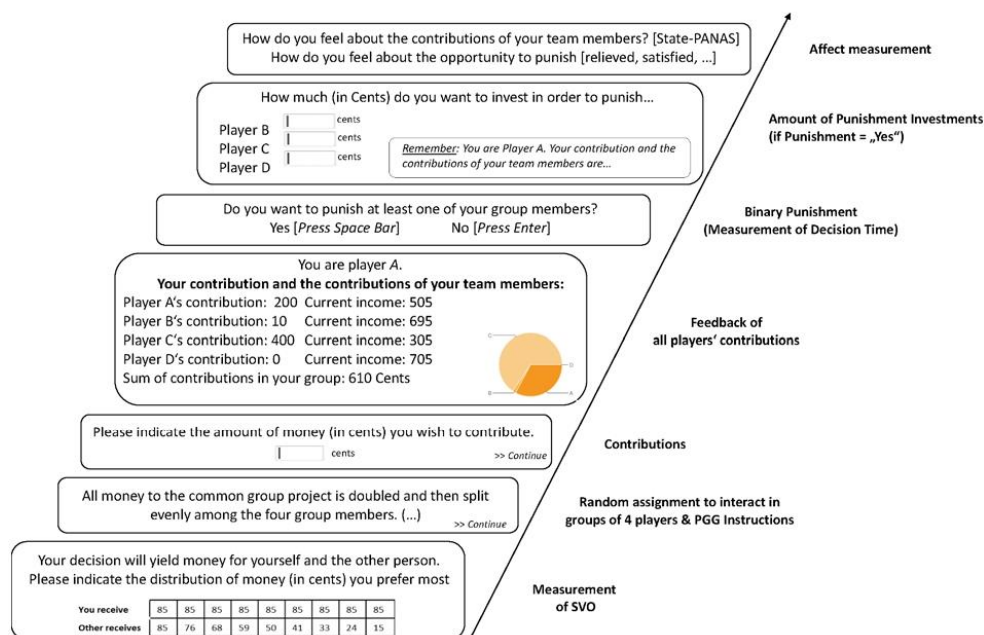 How do you feel about the contributions of your team members? [State-PANAS]
How do you feel about the opportunity to punish [relieved, satisfied, ...]
Affect measurement
How much (in Cents) do you want to invest in order to punish...
Player B cents
Player C cents
Player D cents
Remember: You are Player A. Your contribution and the
contributions of your team members are...
Amount of Punishment Investments
(if Punishment = „Yes“)
Do you want to punish at least one of your group members?
Yes [Press Space Bar] No [Press Enter]
Binary Punishment
(Measurement of Decision Time)
You are player A.
Your contribution and the contributions of your team members:
Player A‘s contribution: 200 Current income: 505
Player B‘s contribution: 10 Current income: 695
Player C‘s contribution: 400 Current income: 305
Player D‘s contribution: 0 Current income: 705
Sum of contributions in your group: 610 Cents
C
D
B
A
Feedback of
all players‘ contributions
Please indicate the amount of money (in cents) you wish to contribute.
cents
>> Continue
Contributions
All money to the common group project is doubled and then split
evenly among the four group members. (...)
>> Continue
Random assignment to interact in
groups of 4 players & PGG Instructions
Your decision will yield money for yourself and the other person.
Please indicate the distribution of money (in cents) you prefer most
You receive 85 85 85 85 85 85 85 85 85
Other receives 85 76 68 59 50 41 33 24 15
Measurement
of SVO